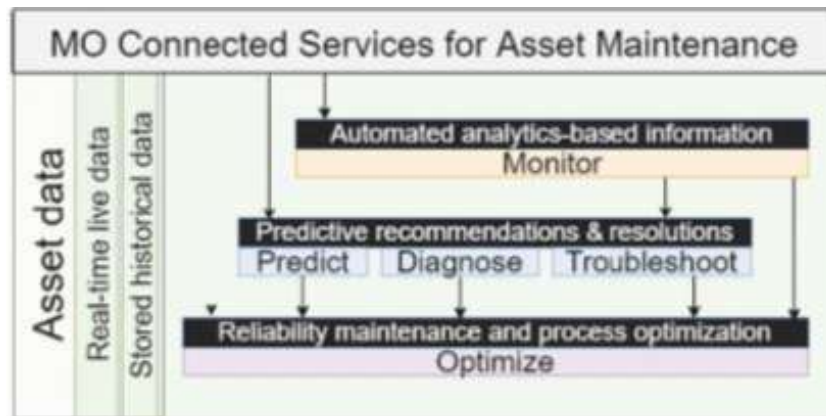 MO Connected Services for Asset Maintenance
Asset data
Real-time live data
Stored historical data
Automated analytics-based information
Monitor
Predictive recommendations & resolutions
Predict
Diagnose
Troubleshoot
Reliability maintenance and process optimization
Optimize